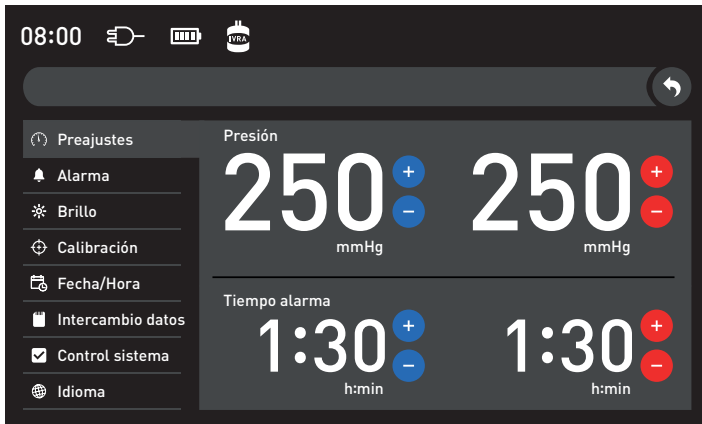 08:00 IVRA
Preajustes
Alarma
Brillo
Calibración
Fecha/Hora
Intercambio datos
Control sistema
Idioma
Presión
250 + − 250 + −
mmHg mmHg
Tiempo alarma
1:30 + − 1:30 + −
h:min h:min